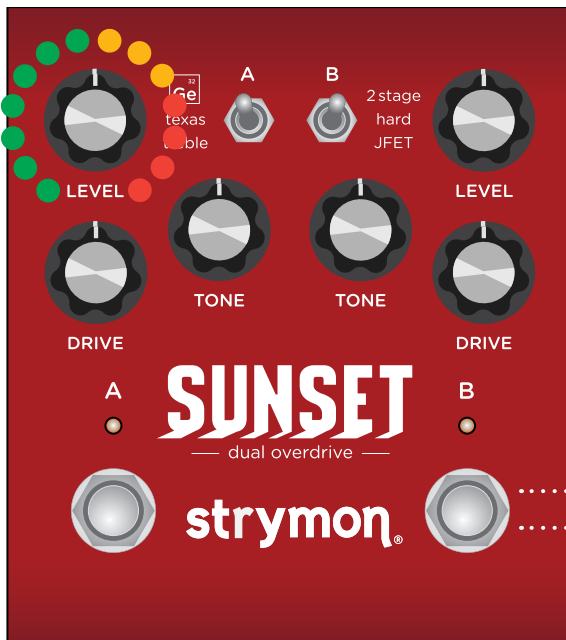 A B
32
Ge
texas
2 stage
hard
JFET
LEVEL LEVEL
TONE TONE
DRIVE DRIVE
A B
SUNSET
dual overdrive
strymon®